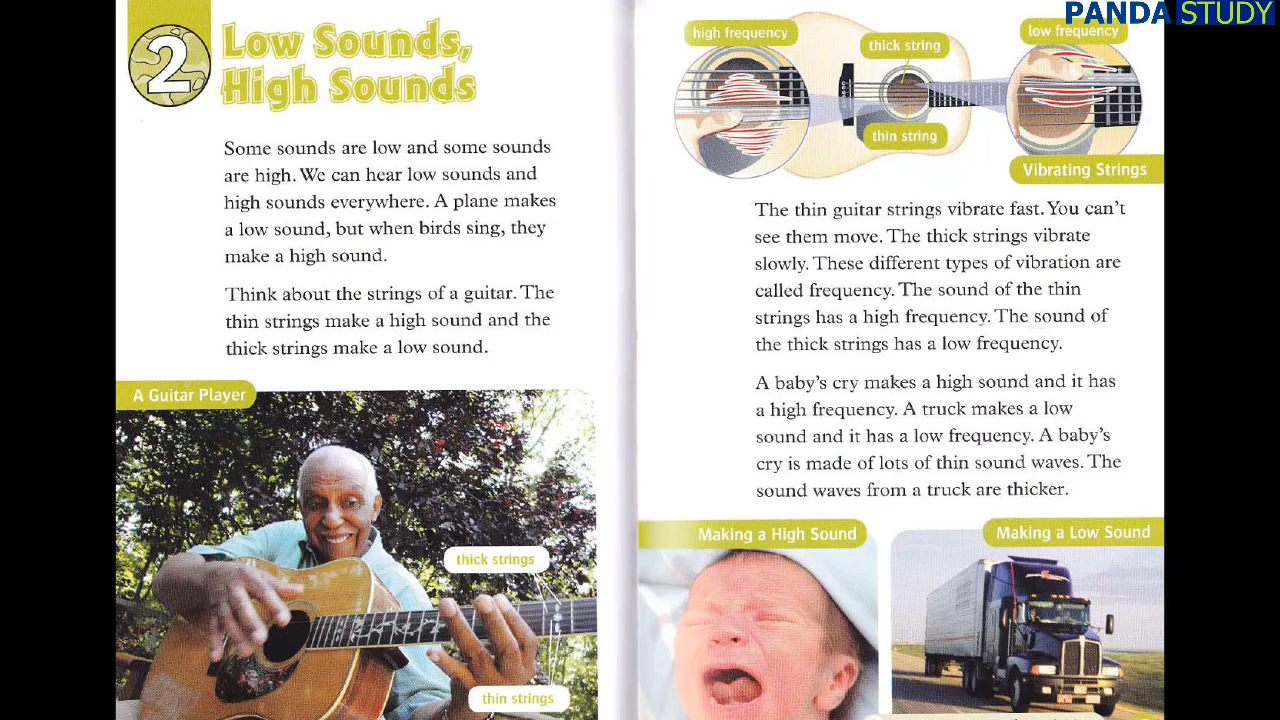 PANDA STUDY
2
Low Sounds,
High Sounds
Some sounds are low and some sounds
are high. We can hear low sounds and
high sounds everywhere. A plane makes
a low sound, but when birds sing, they
make a high sound.
Think about the strings of a guitar. The
thin strings make a high sound and the
thick strings make a low sound.
A Guitar Player
thick strings
thin strings
high frequency
thick string
low frequency
thin string
Vibrating Strings
The thin guitar strings vibrate fast. You can't
see them move. The thick strings vibrate
slowly. These different types of vibration are
called frequency. The sound of the thin
strings has a high frequency. The sound of
the thick strings has a low frequency.
A baby's cry makes a high sound and it has
a high frequency. A truck makes a low
sound and it has a low frequency. A baby's
cry is made of lots of thin sound waves. The
sound waves from a truck are thicker.
Making a High Sound
Making a Low Sound